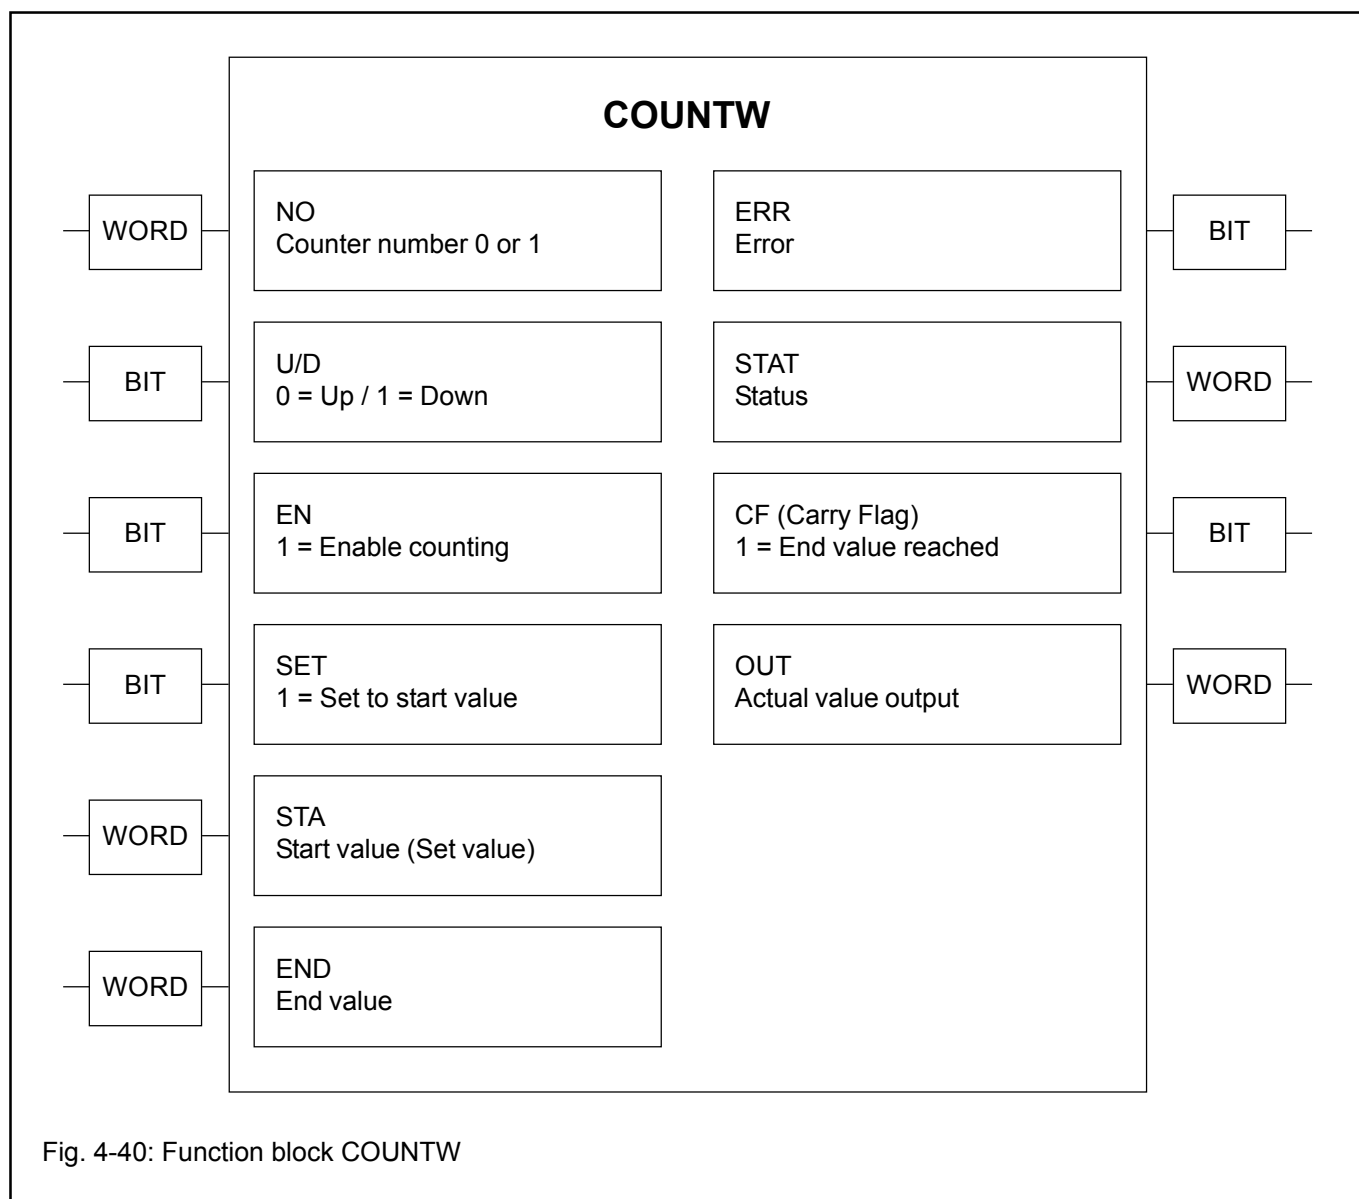 COUNTW
WORD
NO
Counter number 0 or 1
ERR
Error
BIT
BIT
U/D
0 = Up / 1 = Down
STAT
Status
WORD
BIT
EN
1 = Enable counting
CF (Carry Flag)
1 = End value reached
BIT
BIT
SET
1 = Set to start value
OUT
Actual value output
WORD
WORD
STA
Start value (Set value)
WORD
END
End value
Fig. 4-40: Function block COUNTW